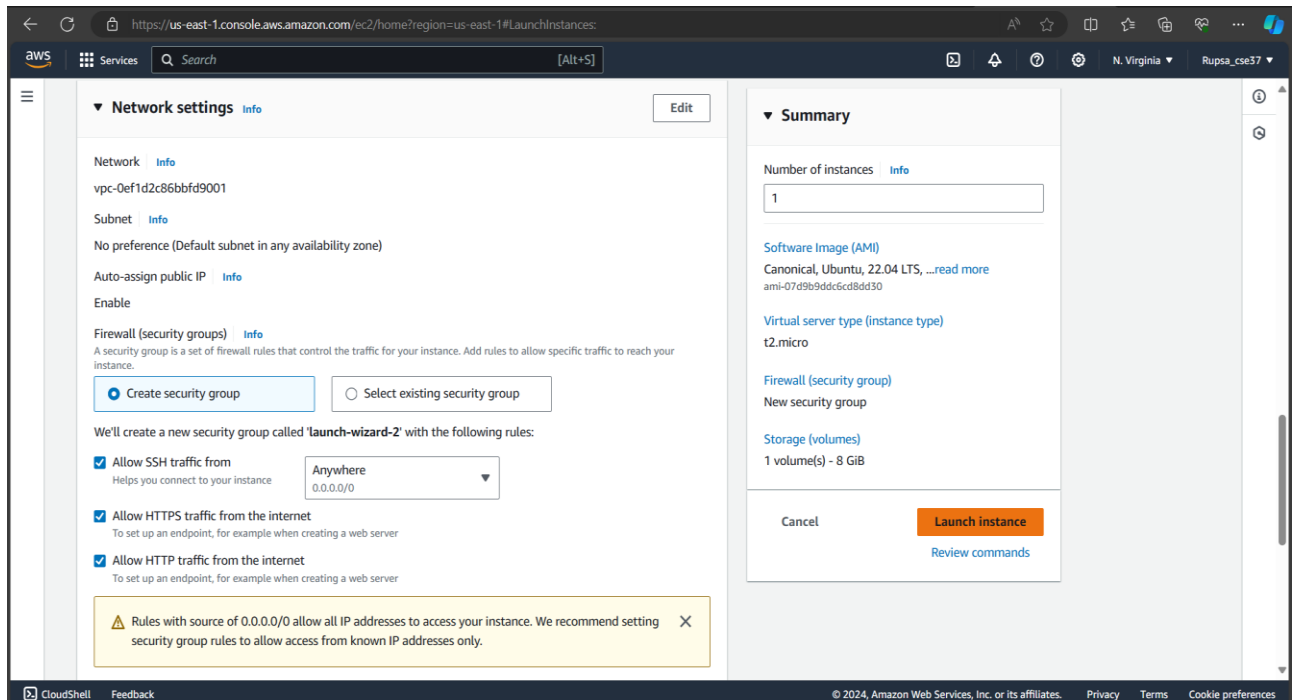 https://us-east-1.console.aws.amazon.com/ec2/home?region=us-east-1#LaunchInstances:
aws
Services
Search
[Alt+S]
N. Virginia
Rupsa_cse37
Network settings Info
Edit
Network Info
vpc-0ef1d2c86bbfd9001
Subnet Info
No preference (Default subnet in any availability zone)
Auto-assign public IP Info
Enable
Firewall (security groups) Info
A security group is a set of firewall rules that control the traffic for your instance. Add rules to allow specific traffic to reach your
instance.
Create security group
Select existing security group
We'll create a new security group called 'launch-wizard-2' with the following rules:
Allow SSH traffic from
Helps you connect to your instance
Anywhere
0.0.0.0/0
Allow HTTPS traffic from the internet
To set up an endpoint, for example when creating a web server
Allow HTTP traffic from the internet
To set up an endpoint, for example when creating a web server
Rules with source of 0.0.0.0/0 allow all IP addresses to access your instance. We recommend setting
security group rules to allow access from known IP addresses only.
Summary
Number of instances Info
1
Software Image (AMI)
Canonical, Ubuntu, 22.04 LTS, ...read more
ami-07d9b9ddc6cd8dd30
Virtual server type (instance type)
t2.micro
Firewall (security group)
New security group
Storage (volumes)
1 volume(s) - 8 GiB
Cancel
Launch instance
Review commands
CloudShell
Feedback
© 2024, Amazon Web Services, Inc. or its affiliates.
Privacy
Terms
Cookie preferences